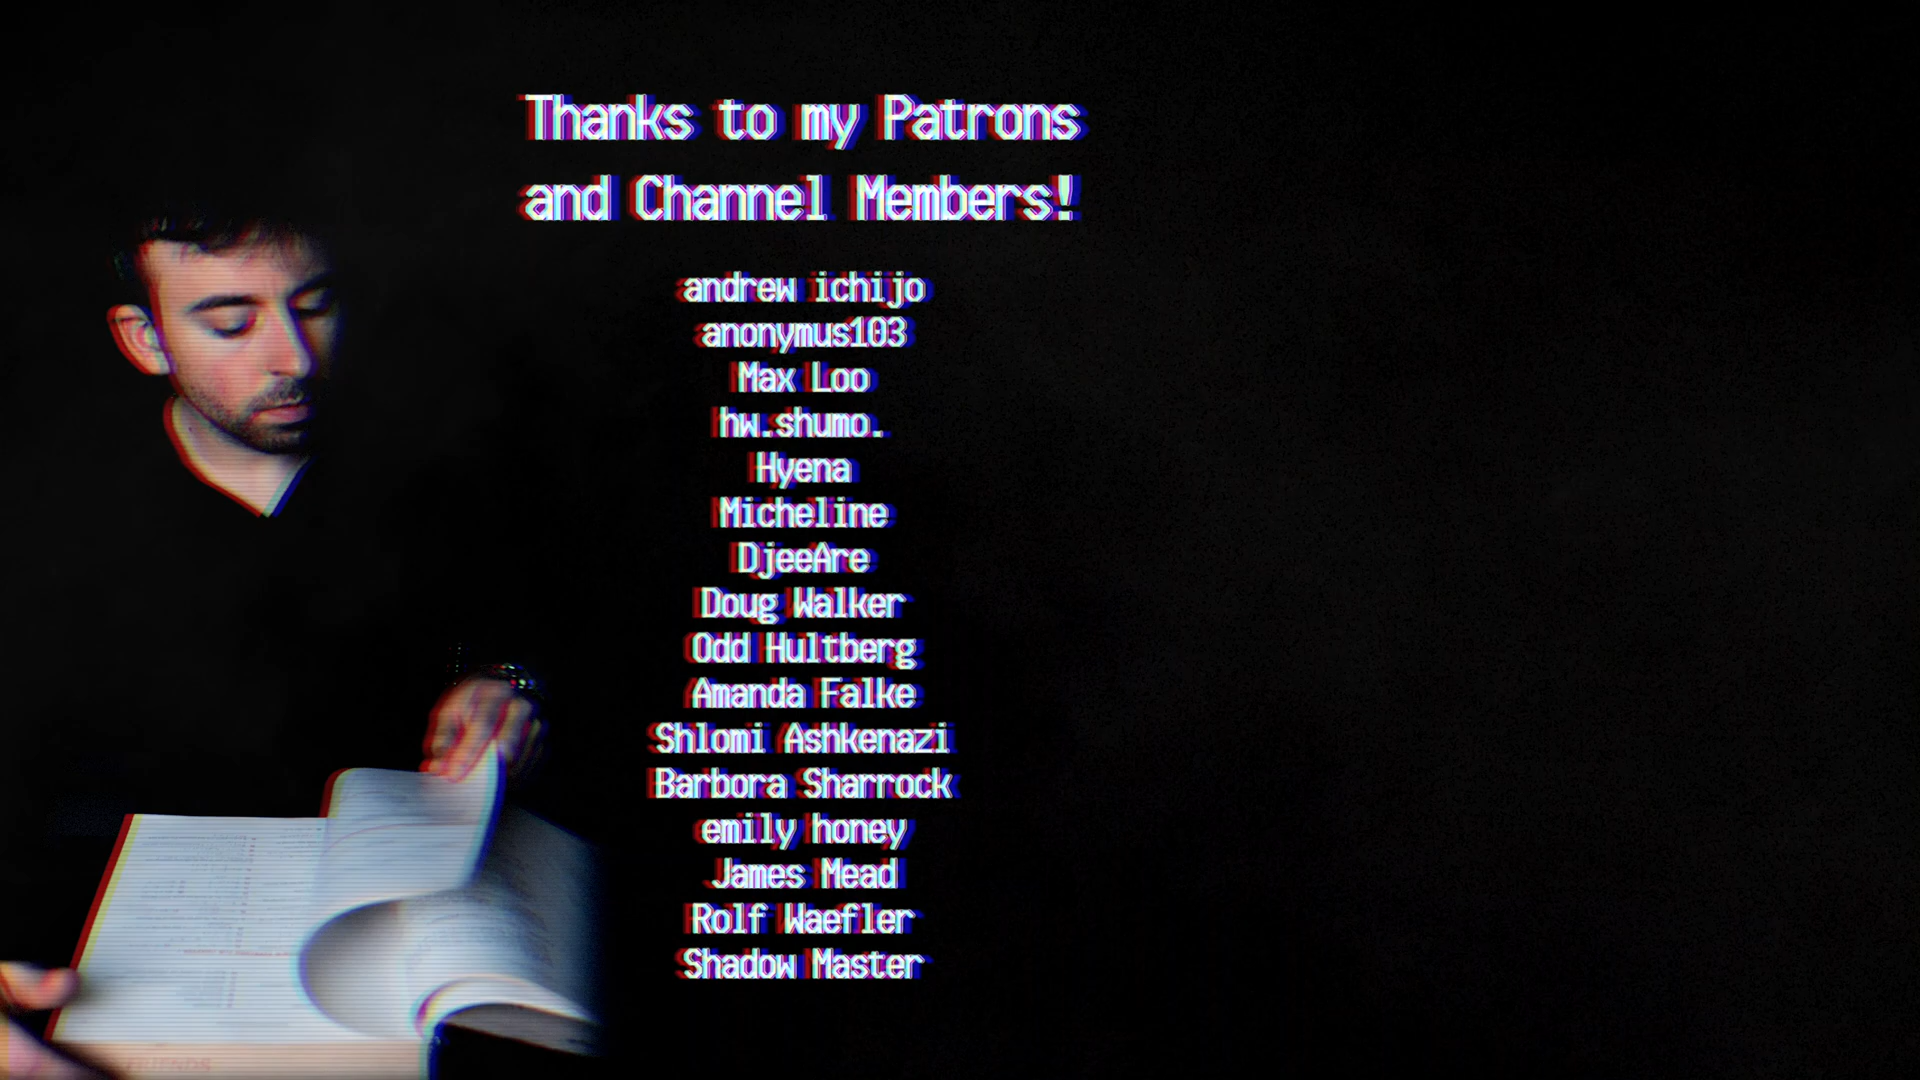 Thanks to my Patrons
and Channel Members!
andrew ichijo
anonymus103
Max Loo
hw.shumo.
Hyena
Micheline
DjeeAre
Doug Walker
Odd Hultberg
Amanda Falke
Shlomi Ashkenazi
Barbora Sharrock
emily honey
James Mead
Rolf Waefler
Shadow Master